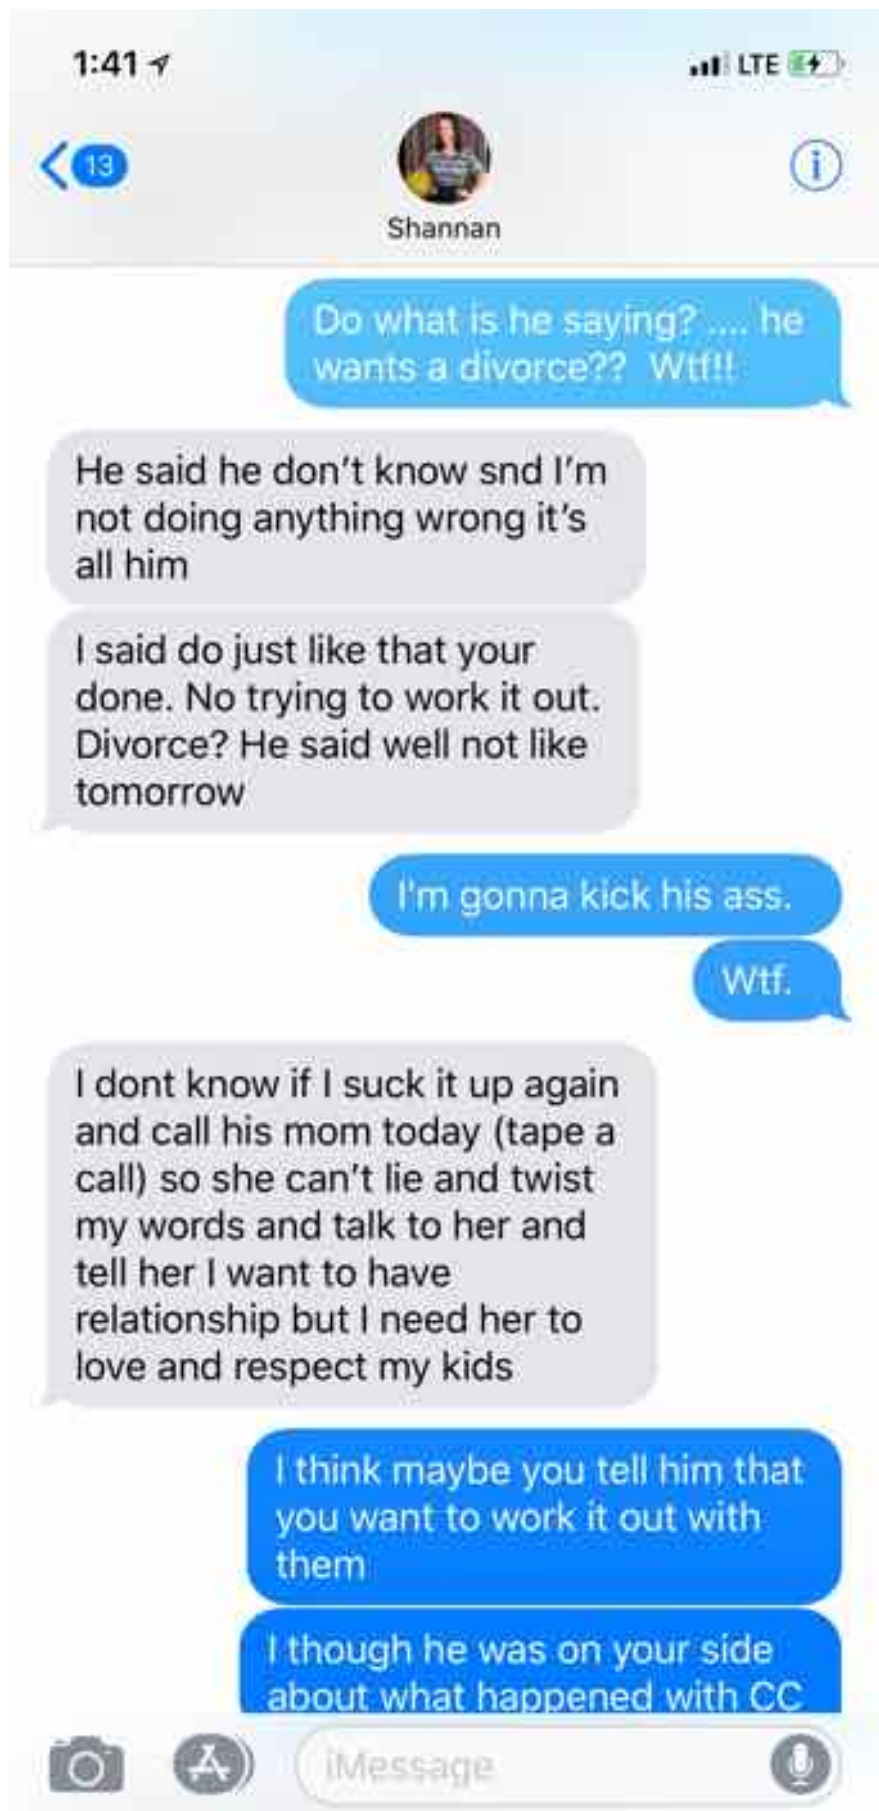 1:41
LTE
13
Shannan
Do what is he saying? .... he
wants a divorce?? Wtf!!
He said he don't know snd I'm
not doing anything wrong it's
all him
I said do just like that your
done. No trying to work it out.
Divorce? He said well not like
tomorrow
I'm gonna kick his ass.
Wtf.
I dont know if I suck it up again
and call his mom today (tape a
call) so she can't lie and twist
my words and talk to her and
tell her I want to have
relationship but I need her to
love and respect my kids
I think maybe you tell him that
you want to work it out with
them
I though he was on your side
about what happened with CC
iMessage